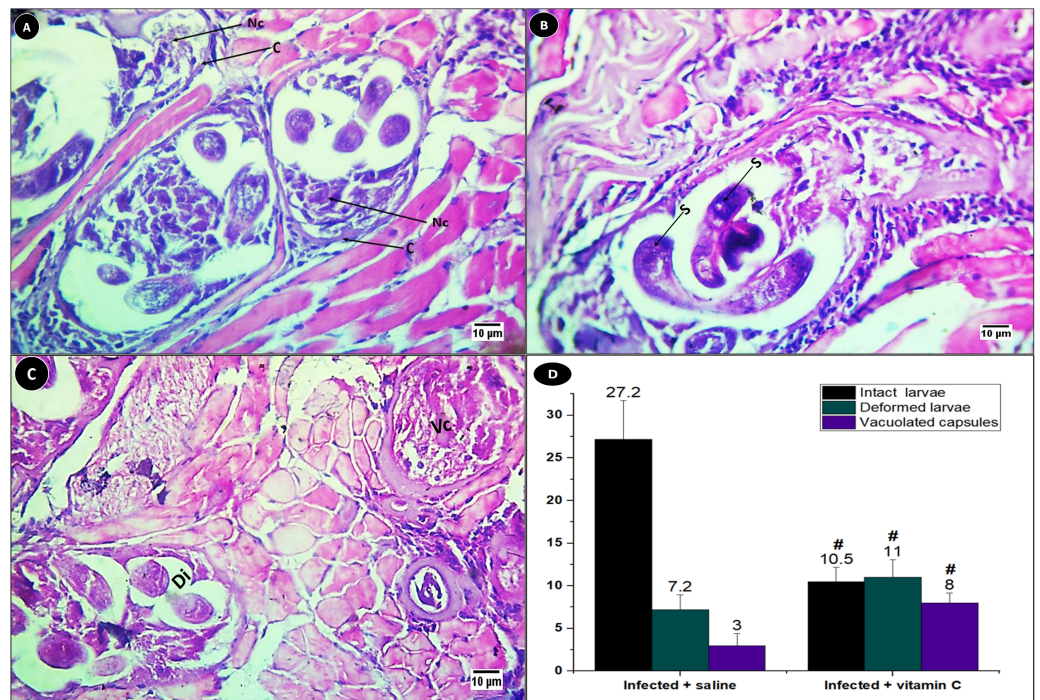 A
Nc
C
Nc
C
10 µm
B
S
S
10 µm
C
Vc
Di
10 µm
D
27.2
7.2
3
#
10.5
#
11
#
8
Intact larvae
Deformed larvae
Vacuolated capsules
30
25
20
15
10
5
0
Infected + saline
Infected + vitamin C